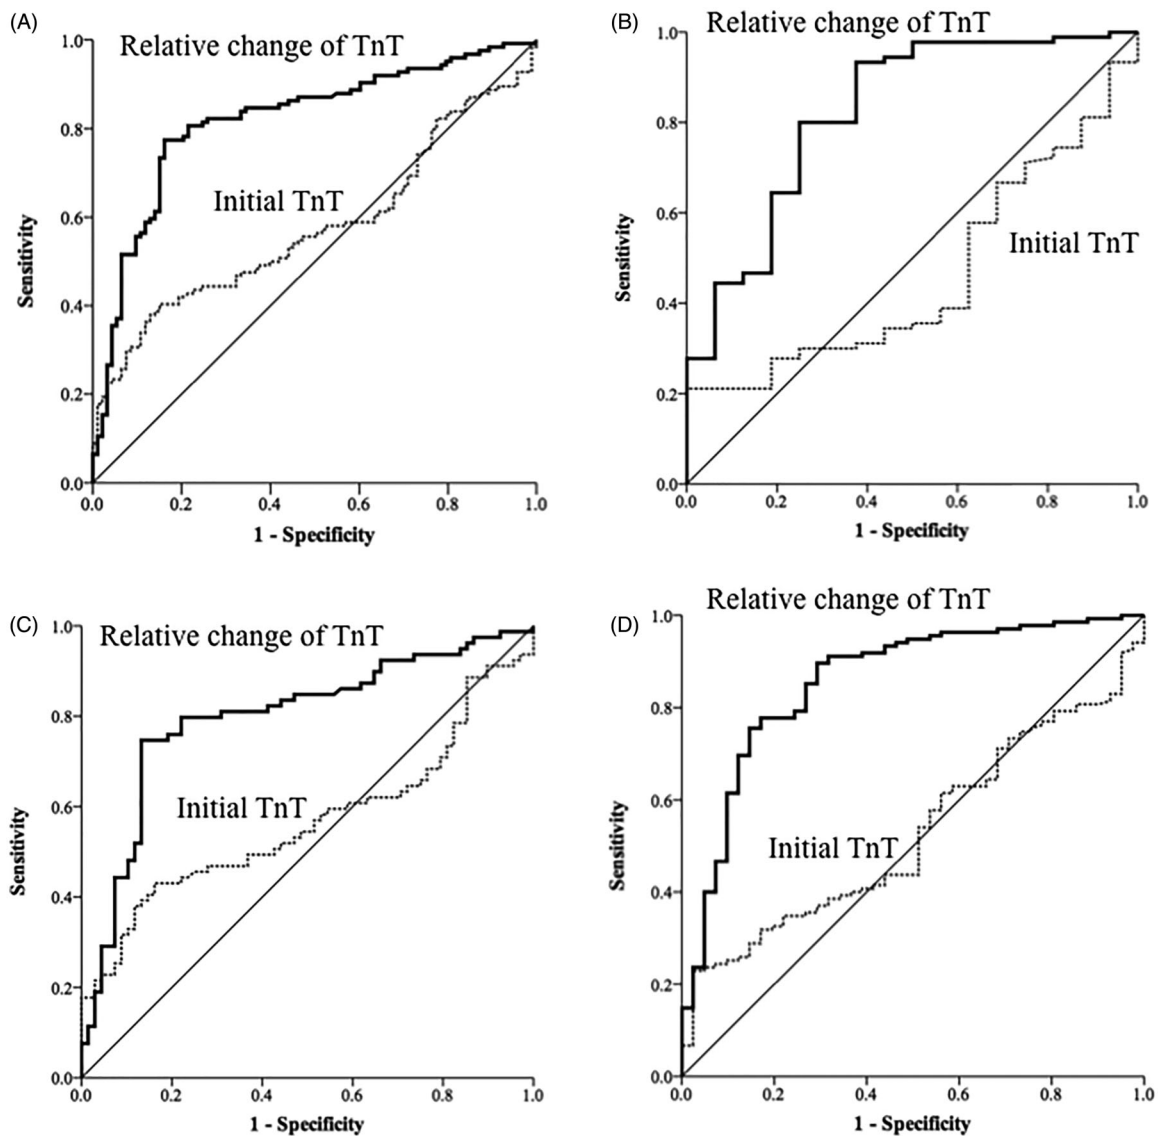 (A)
Relative change of TnT
Initial TnT
Sensitivity
1.0
0.8
0.6
0.4
0.2
0.0
0.0 0.2 0.4 0.6 0.8 1.0
1 - Specificity
(B)
Relative change of TnT
Initial TnT
Sensitivity
1.0
0.8
0.6
0.4
0.2
0.0
0.0 0.2 0.4 0.6 0.8 1.0
1 - Specificity
(C)
Relative change of TnT
Initial TnT
Sensitivity
1.0
0.8
0.6
0.4
0.2
0.0
0.0 0.2 0.4 0.6 0.8 1.0
1 - Specificity
(D)
Relative change of TnT
Initial TnT
Sensitivity
1.0
0.8
0.6
0.4
0.2
0.0
0.0 0.2 0.4 0.6 0.8 1.0
1 - Specificity